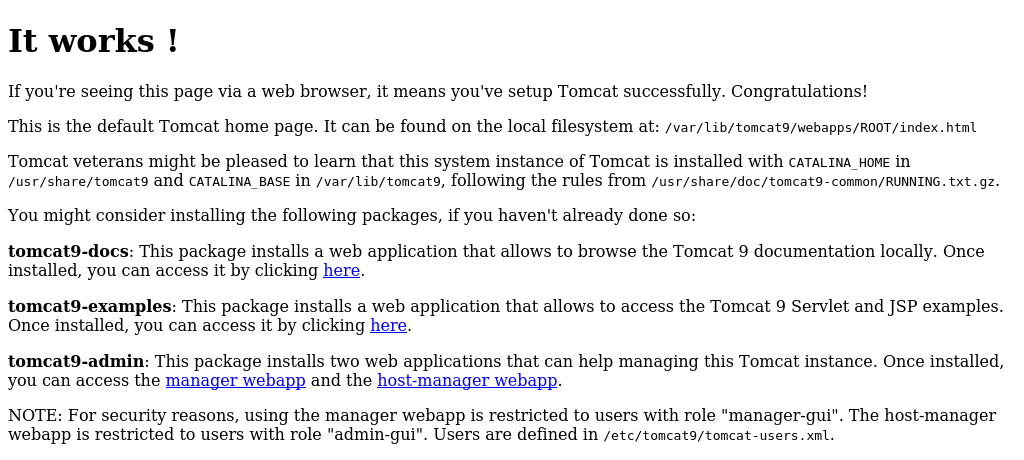 It works !
If you're seeing this page via a web browser, it means you've setup Tomcat successfully. Congratulations!
This is the default Tomcat home page. It can be found on the local filesystem at: /var/lib/tomcat9/webapps/ROOT/index.html
Tomcat veterans might be pleased to learn that this system instance of Tomcat is installed with CATALINA_HOME in
/usr/share/tomcat9 and CATALINA_BASE in /var/lib/tomcat9, following the rules from /usr/share/doc/tomcat9-common/RUNNING.txt.gz.
You might consider installing the following packages, if you haven't already done so:
tomcat9-docs: This package installs a web application that allows to browse the Tomcat 9 documentation locally. Once
installed, you can access it by clicking here.
tomcat9-examples: This package installs a web application that allows to access the Tomcat 9 Servlet and JSP examples.
Once installed, you can access it by clicking here.
tomcat9-admin: This package installs two web applications that can help managing this Tomcat instance. Once installed,
you can access the manager webapp and the host-manager webapp.
NOTE: For security reasons, using the manager webapp is restricted to users with role "manager-gui". The host-manager
webapp is restricted to users with role "admin-gui". Users are defined in /etc/tomcat9/tomcat-users.xml.